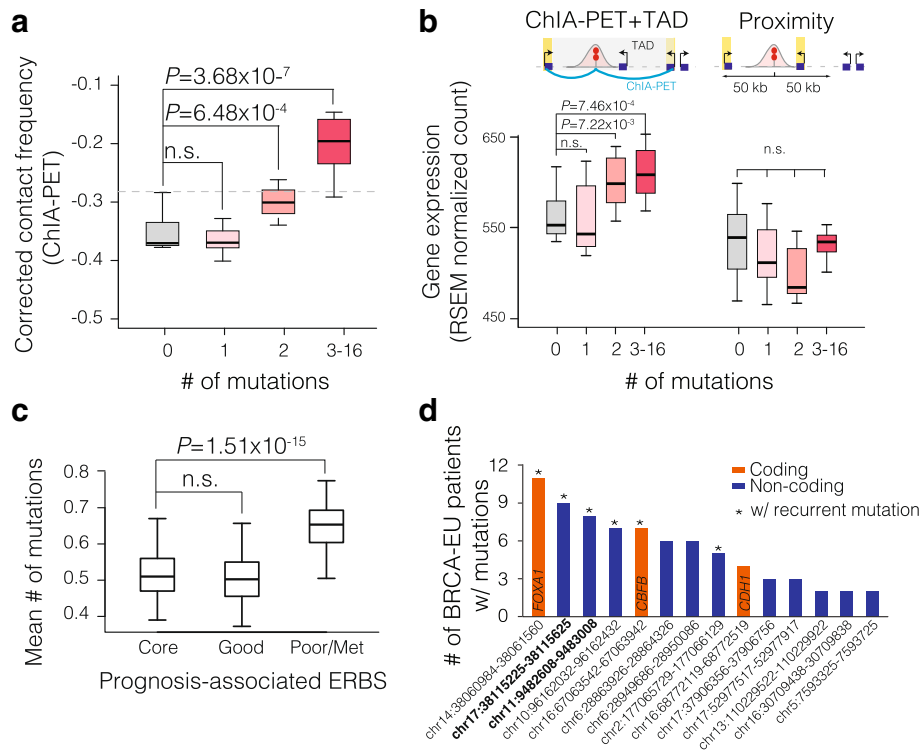 a
Corrected contact frequency
(ChIA-PET)
-0.1
-0.2
-0.3
-0.4
-0.5
P=3.68x10-7
P=6.48x10-4
n.s.
0 1 2 3-16
# of mutations
b
ChIA-PET+TAD
Proximity
TAD
ChIA-PET
50 kb 50 kb
Gene expression
(RSEM normalized count)
650
550
450
P=7.46x10-4
P=7.22x10-3
n.s.
n.s.
0 1 2 3-16
0 1 2 3-16
# of mutations
# of mutations
c
Mean # of mutations
0.8
0.7
0.6
0.5
0.4
P=1.51x10-15
n.s.
Core Good Poor/Met
Prognosis-associated ERBS
d
# of BRCA-EU patients
w/ mutations
12
9
6
3
0
Coding
Non-coding
* w/ recurrent mutation
* * * * * *
FOXA1
CBFB
CDH1
chr14:38060984-38061560
chr17:38115225-38115625
chr11:9482608-9483008
chr10:96162032-96162432
chr16:67063542-67063942
chr6:28863926-28864326
chr6:28949686-28950086
chr2:177065729-177066129
chr16:68772119-68772519
chr17:37906356-37906756
chr17:52977517-52977917
chr13:110229522-110229922
chr16:30709438-30709838
chr5:7593325-7593725